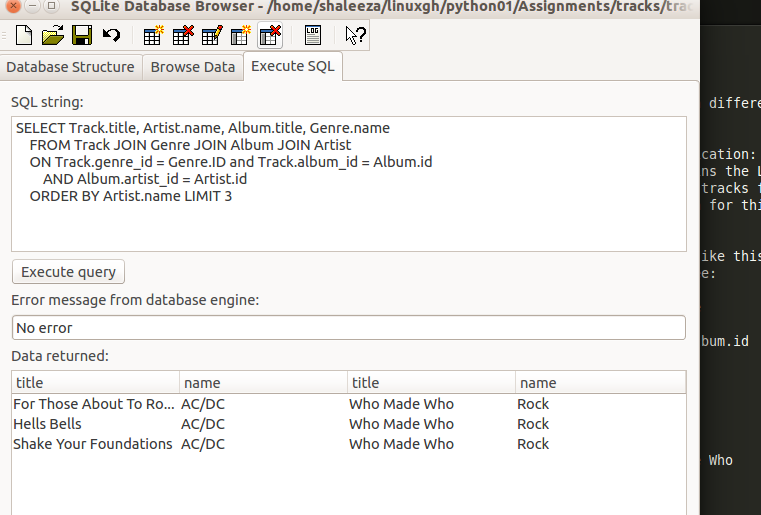 SQLite Database Browser - /home/shaleeza/linuxgh/python01/Assignments/tracks/trac
LOG
Database Structure Browse Data Execute SQL
SQL string:
SELECT Track.title, Artist.name, Album.title, Genre.name
FROM Track JOIN Genre JOIN Album JOIN Artist
ON Track.genre_id = Genre.ID and Track.album_id = Album.id
AND Album.artist_id = Artist.id
ORDER BY Artist.name LIMIT 3
Execute query
Error message from database engine:
No error
Data returned:
title name title name
For Those About To Ro... AC/DC Who Made Who Rock
Hells Bells AC/DC Who Made Who Rock
Shake Your Foundations AC/DC Who Made Who Rock
differe
cation:
ns the L
tracks f
for thi
ike this
e:
bum.id
Who